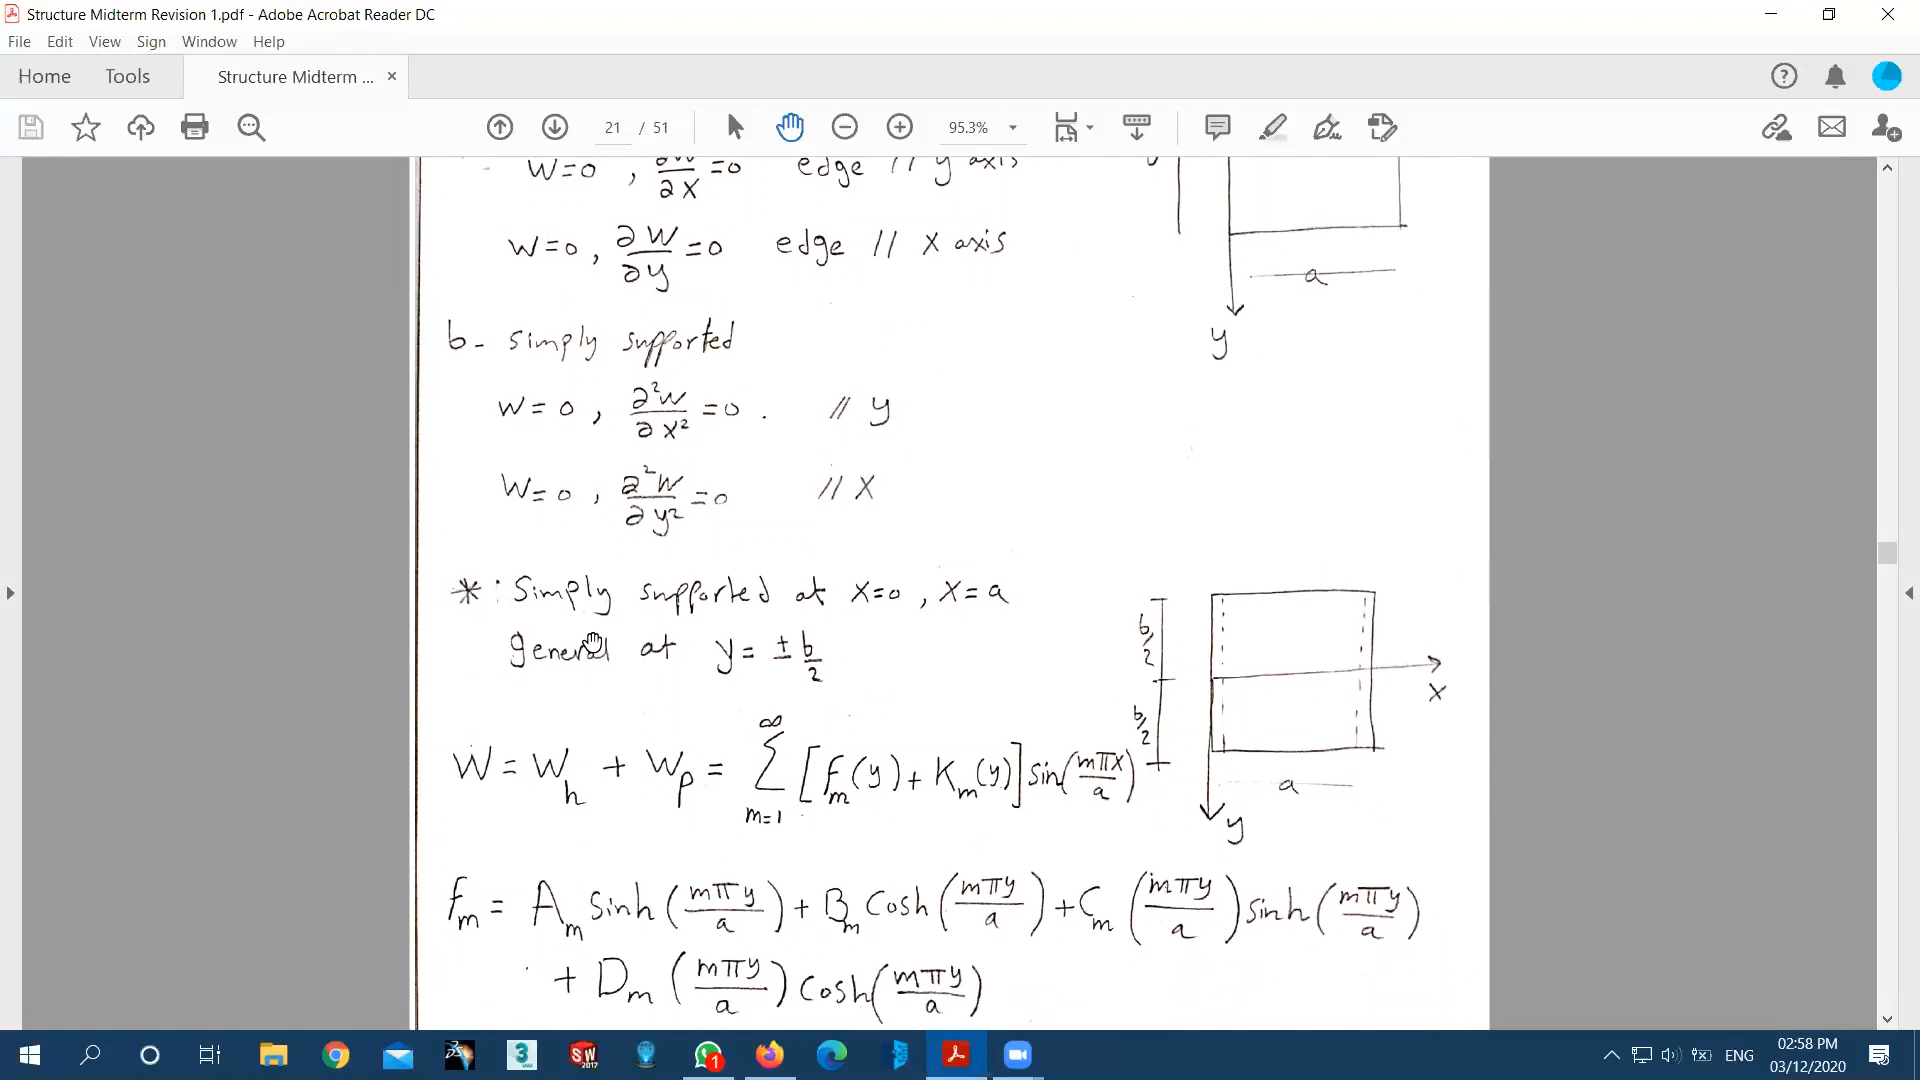 Structure Midterm Revision 1.pdf - Adobe Acrobat Reader DC
File Edit View Sign Window Help
Home Tools Structure Midterm ... ×
21 / 51 95.3%
W=0 , ∂W/∂x =0 edge // y axis
W=0 , ∂W/∂y =0 edge // X axis
a
y
b- Simply supported
W=0 , ∂²W/∂x² =0 . // y
W=0 , ∂²W/∂y² =0 // X
* : Simply supported at X=0 , X=a
general at y= ± b/2
b/2
x
b/2
W = W_h + W_p = Σ_{m=1}^{∞} [f_m(y) + K_m(y)] sin(mπx/a)
a
y
f_m = A_m Sinh (mπy/a) + B_m Cosh (mπy/a) + C_m (mπy/a) sinh (mπy/a)
+ D_m (mπy/a) Cosh (mπy/a)
3
SW
2017
1
ENG
02:58 PM
03/12/2020